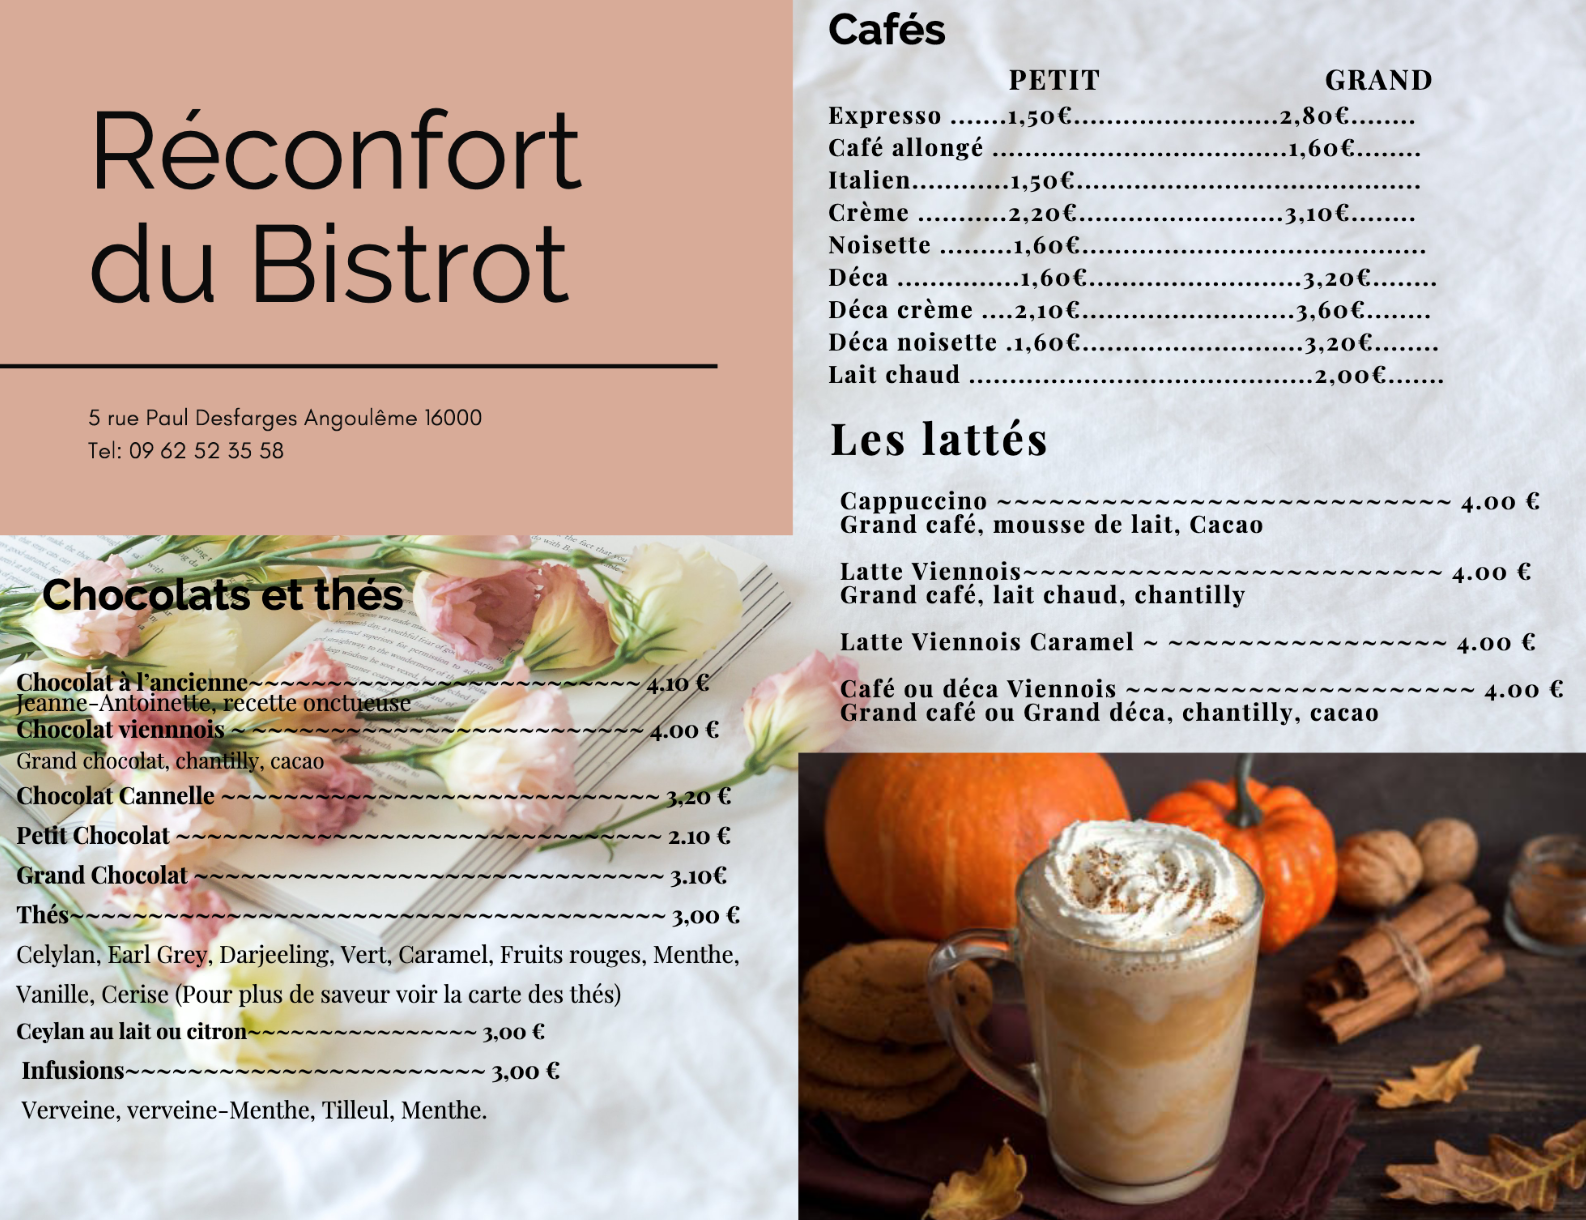 Réconfort
du Bistrot
5 rue Paul Desfarges Angoulême 16000
Tel: 09 62 52 35 58
Chocolats et thés
Chocolat à l’ancienne~~~~~~~~~~~~~~~~~~~~~~~~~ 4.10 €
Jeanne-Antoinette, recette onctueuse
Chocolat viennnois ~ ~~~~~~~~~~~~~~~~~~~~~~~~~ 4.00 €
Grand chocolat, chantilly, cacao
Chocolat Cannelle ~~~~~~~~~~~~~~~~~~~~~~~~~~~~ 3,20 €
Petit Chocolat ~~~~~~~~~~~~~~~~~~~~~~~~~~~~~~~ 2.10 €
Grand Chocolat ~~~~~~~~~~~~~~~~~~~~~~~~~~~~~~ 3.10€
Thés~~~~~~~~~~~~~~~~~~~~~~~~~~~~~~~~~~~~~~ 3,00 €
Celylan, Earl Grey, Darjeeling, Vert, Caramel, Fruits rouges, Menthe,
Vanille, Cerise (Pour plus de saveur voir la carte des thés)
Ceylan au lait ou citron~~~~~~~~~~~~~~~~ 3,00 €
Infusions~~~~~~~~~~~~~~~~~~~~~~~ 3,00 €
Verveine, verveine-Menthe, Tilleul, Menthe.
Cafés
PETIT GRAND
Expresso .......1,50€.........................2,80€........
Café allongé ....................................1,60€........
Italien............1,50€..........................................
Crème ...........2,20€.........................3,10€........
Noisette .........1,60€..........................................
Déca ...............1,60€..........................3,20€........
Déca crème ....2,10€..........................3,60€........
Déca noisette .1,60€...........................3,20€........
Lait chaud ..........................................2,00€.......
Les lattés
Cappuccino ~~~~~~~~~~~~~~~~~~~~~~~~~~ 4.00 €
Grand café, mousse de lait, Cacao
Latte Viennois~~~~~~~~~~~~~~~~~~~~~~~~ 4.00 €
Grand café, lait chaud, chantilly
Latte Viennois Caramel ~ ~~~~~~~~~~~~~~~~ 4.00 €
Café ou déca Viennois ~~~~~~~~~~~~~~~~~~~~ 4.00 €
Grand café ou Grand déca, chantilly, cacao